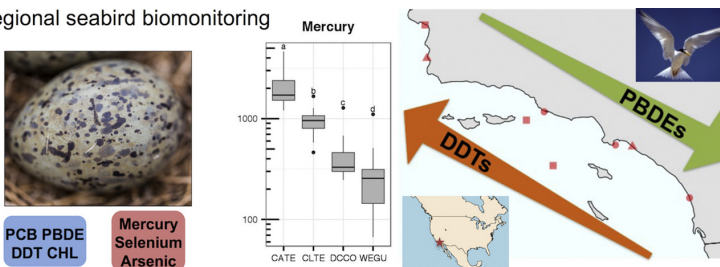 egional seabird biomonitoring
Mercury
a
b
c
d
1000
100
CATE CLTE DCCO WEGU
PCB PBDE
DDT CHL
Mercury
Selenium
Arsenic
PBDEs
DDTs